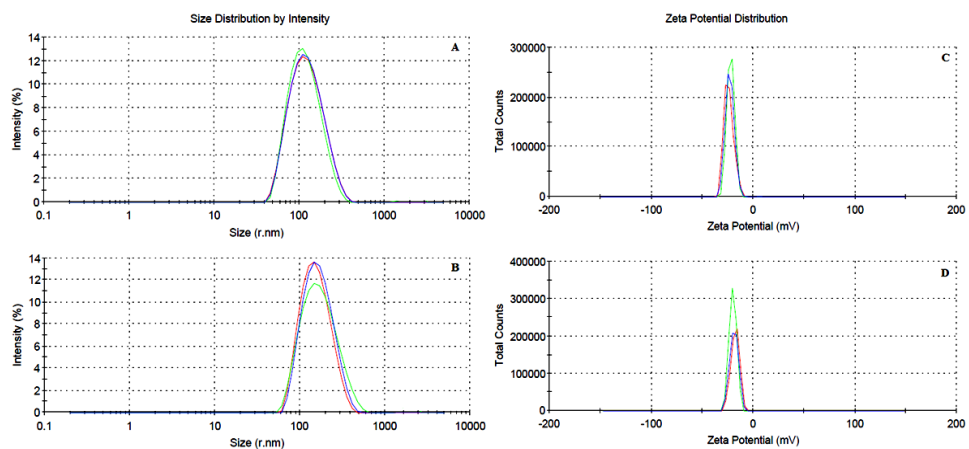 Size Distribution by Intensity
A
14
12
10
8
6
4
2
0
Intensity (%)
0.1 1 10 100 1000 10000
Size (r.nm)
Zeta Potential Distribution
C
300000
200000
100000
0
Total Counts
-200 -100 0 100 200
Zeta Potential (mV)
B
14
12
10
8
6
4
2
0
Intensity (%)
0.1 1 10 100 1000 10000
Size (r.nm)
D
400000
300000
200000
100000
0
Total Counts
-200 -100 0 100 200
Zeta Potential (mV)